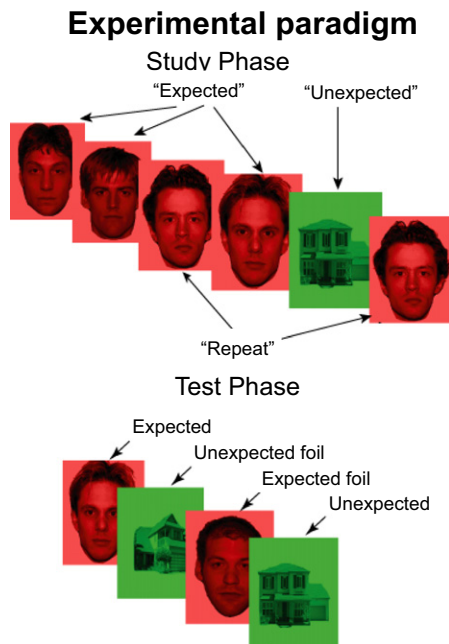 Experimental paradigm
Study Phase
“Expected”
“Unexpected”
“Repeat”
Test Phase
Expected
Unexpected foil
Expected foil
Unexpected